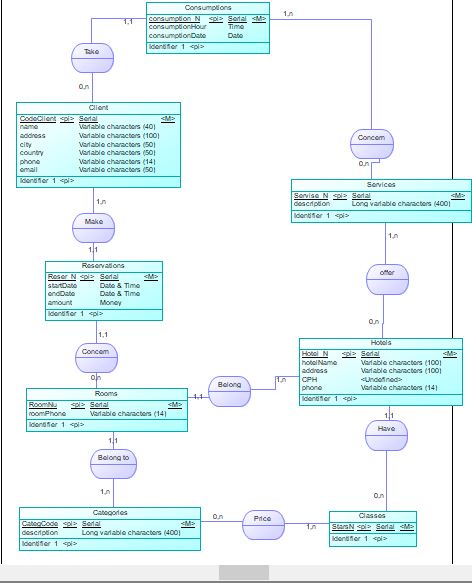 Consumptions
consumption_N <pi> Serial <M>
consumptionHour Time
consumptionDate Date
Identifier_1 <pi>
1,1
1,n
Take
0,n
Client
CodeClient <pi> Serial <M>
name Variable characters (40)
address Variable characters (100)
city Variable characters (50)
country Variable characters (50)
phone Variable characters (14)
email Variable characters (50)
Identifier_1 <pi>
Concern
0,n
Services
Servise_N <pi> Serial <M>
description Long variable characters (400)
Identifier_1 <pi>
1,n
Make
1,1
1,n
offer
0,n
Reservations
Reser_N <pi> Serial <M>
startDate Date & Time
endDate Date & Time
amount Money
Identifier_1 <pi>
1,1
Concern
0,n
Hotels
Hotel_N <pi> Serial <M>
hotelName Variable characters (100)
address Variable characters (100)
CPH <Undefined>
phone Variable characters (14)
Identifier_1 <pi>
Rooms
RoomNu <pi> Serial <M>
roomPhone Variable characters (14)
Identifier_1 <pi>
1,1
Belong
1,n
1,1
Have
0,n
1,1
Belong to
1,n
Categories
CategCode <pi> Serial <M>
description Long variable characters (400)
Identifier_1 <pi>
0,n
Price
1,n
Classes
StarsN <pi> Serial <M>
Identifier_1 <pi>